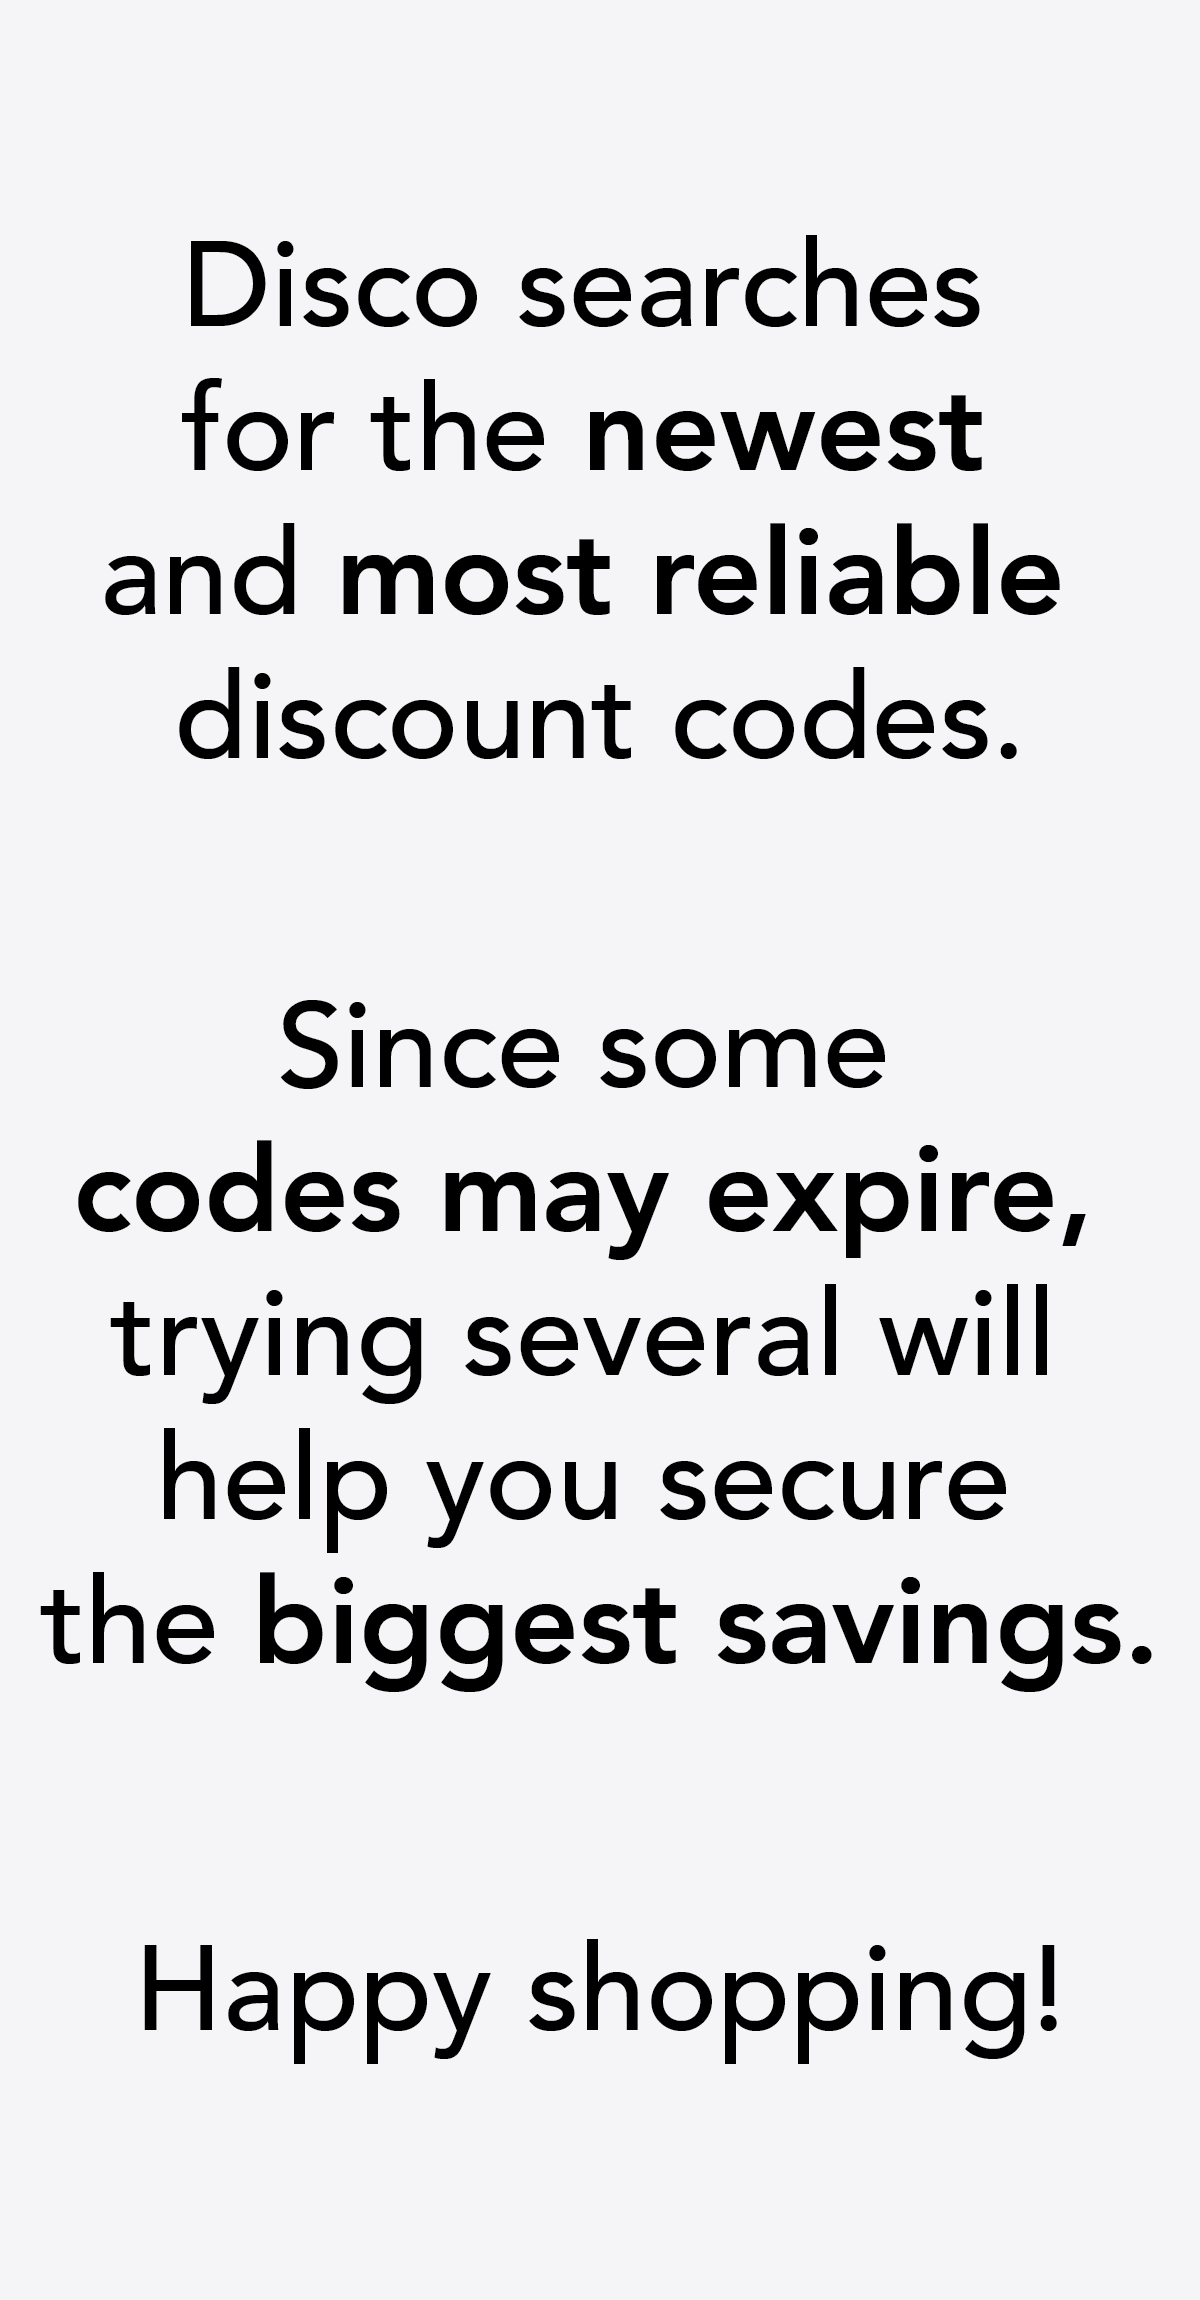 Disco searches
for the newest
and most reliable
discount codes.
Since some
codes may expire,
trying several will
help you secure
the biggest savings.
Happy shopping!